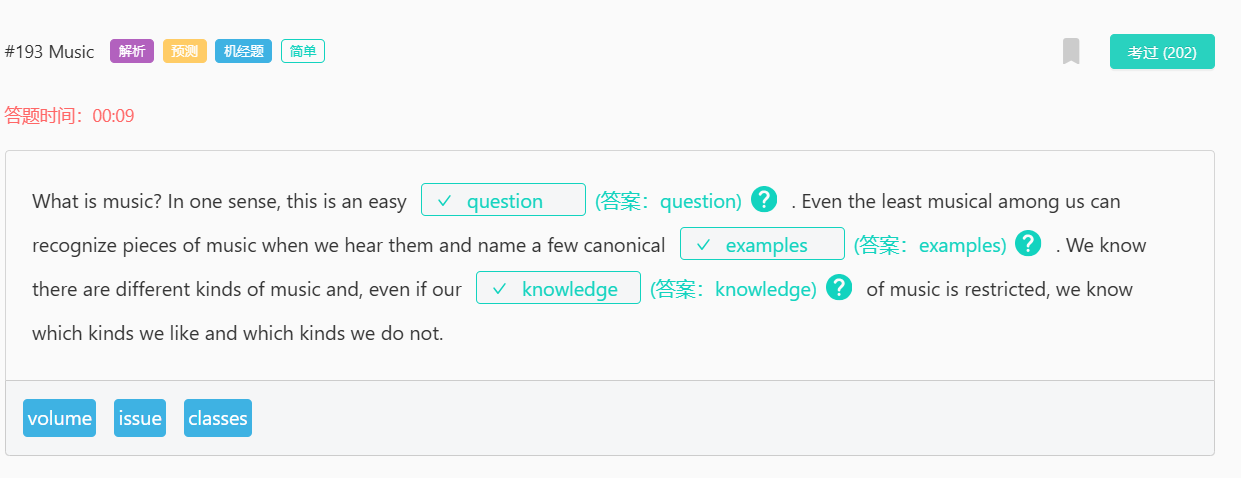 #193 Music 解析 预测 机经题 简单 考过 (202)
答题时间：00:09
What is music? In one sense, this is an easy ✓ question (答案：question) ? . Even the least musical among us can
recognize pieces of music when we hear them and name a few canonical ✓ examples (答案：examples) ? . We know
there are different kinds of music and, even if our ✓ knowledge (答案：knowledge) ? of music is restricted, we know
which kinds we like and which kinds we do not.
volume issue classes